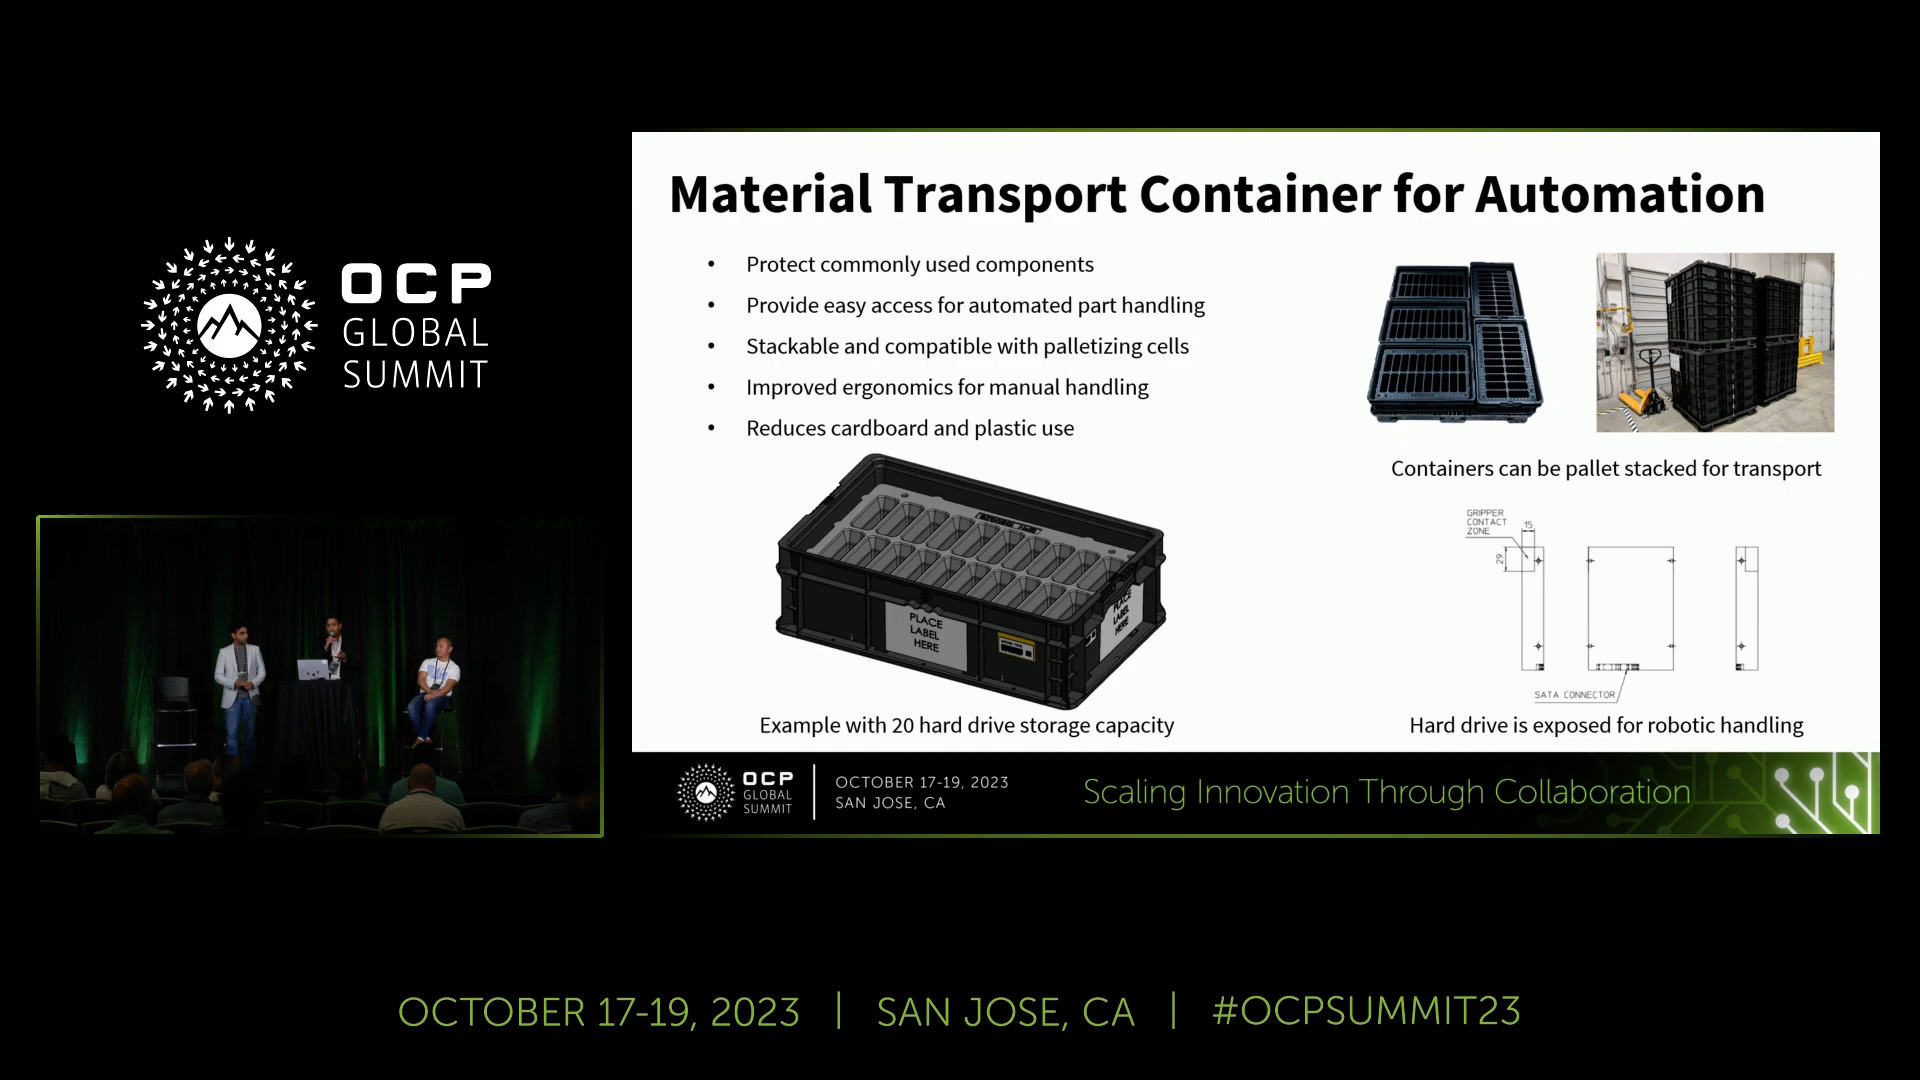 OCP
GLOBAL
SUMMIT
Material Transport Container for Automation
• Protect commonly used components
• Provide easy access for automated part handling
• Stackable and compatible with palletizing cells
• Improved ergonomics for manual handling
• Reduces cardboard and plastic use
PLACE
LABEL
HERE
PLACE
LABEL
HERE
Example with 20 hard drive storage capacity
Containers can be pallet stacked for transport
GRIPPER
CONTACT
ZONE
15
29
SATA CONNECTOR
Hard drive is exposed for robotic handling
OCP
GLOBAL
SUMMIT
OCTOBER 17-19, 2023
SAN JOSE, CA
Scaling Innovation Through Collaboration
OCTOBER 17-19, 2023 | SAN JOSE, CA | #OCPSUMMIT23